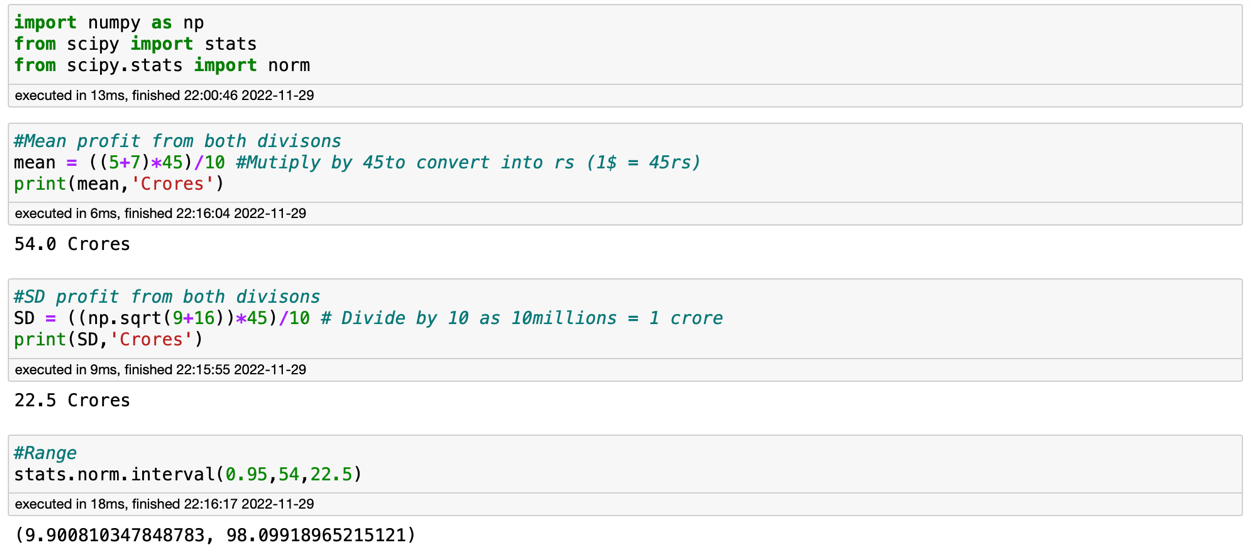 import numpy as np
from scipy import stats
from scipy.stats import norm
executed in 13ms, finished 22:00:46 2022-11-29
#Mean profit from both divisons
mean = ((5+7)*45)/10 #Mutiply by 45to convert into rs (1$ = 45rs)
print(mean,'Crores')
executed in 6ms, finished 22:16:04 2022-11-29
54.0 Crores
#SD profit from both divisons
SD = ((np.sqrt(9+16))*45)/10 # Divide by 10 as 10millions = 1 crore
print(SD,'Crores')
executed in 9ms, finished 22:15:55 2022-11-29
22.5 Crores
#Range
stats.norm.interval(0.95,54,22.5)
executed in 18ms, finished 22:16:17 2022-11-29
(9.900810347848783, 98.09918965215121)